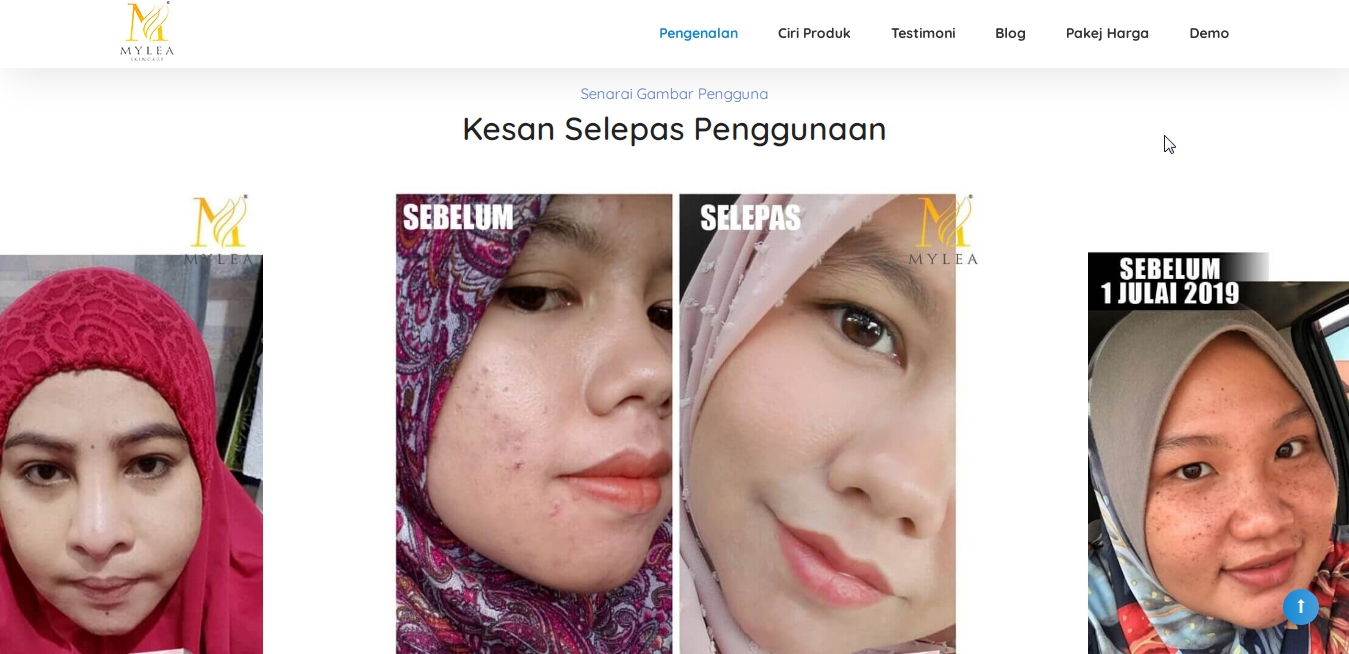 MYLEA
SKINCARE
Pengenalan
Ciri Produk
Testimoni
Blog
Pakej Harga
Demo
Senarai Gambar Pengguna
Kesan Selepas Penggunaan
MYLEA
SEBELUM
SELEPAS
MYLEA
SEBELUM
1 JULAI 2019